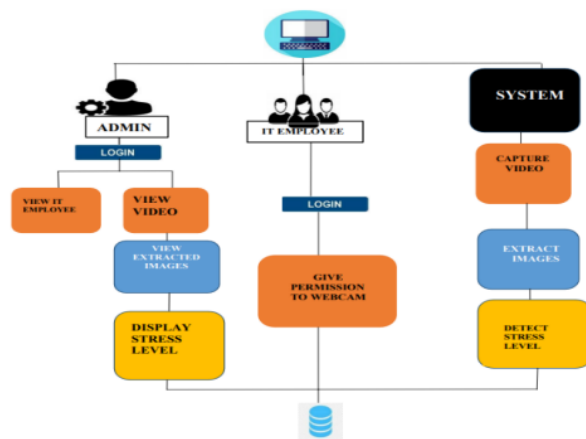 SYSTEM
ADMIN
IT EMPLOYEE
LOGIN
CAPTURE
VIDEO
VIEW IT
EMPLOYEE
VIEW
VIDEO
LOGIN
VIEW
EXTRACTED
IMAGES
EXTRACT
IMAGES
GIVE
PERMISSION
TO WEBCAM
DISPLAY
STRESS
LEVEL
DETECT
STRESS
LEVEL